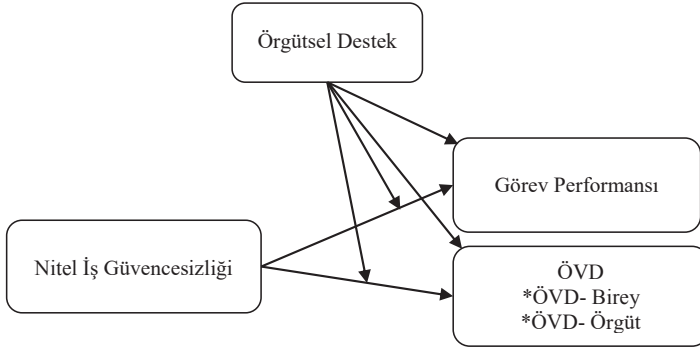 Örgütsel Destek
Görev Performansı
Nitel İş Güvencesizliği
ÖVD
*ÖVD- Birey
*ÖVD- Örgüt